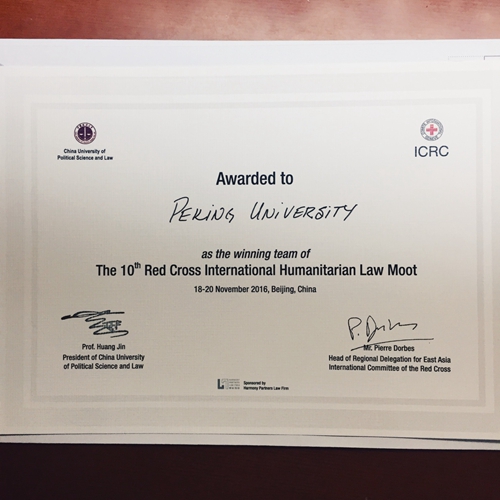 China University of
Political Science and Law
ICRC
Awarded to
PEKING UNIVERSITY
as the winning team of
The 10th Red Cross International Humanitarian Law Moot
18-20 November 2016, Beijing, China
P. Dorbes
Prof. Huang Jin
President of China University
of Political Science and Law
Mr. Pierre Dorbes
Head of Regional Delegation for East Asia
International Committee of the Red Cross
Sponsored by
Harmony Partners Law Firm